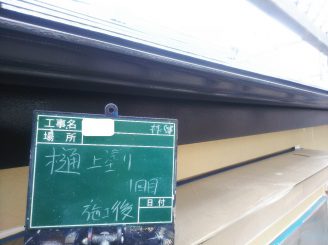 工事名
場所
樋 上塗り
1回目
施工後 日付